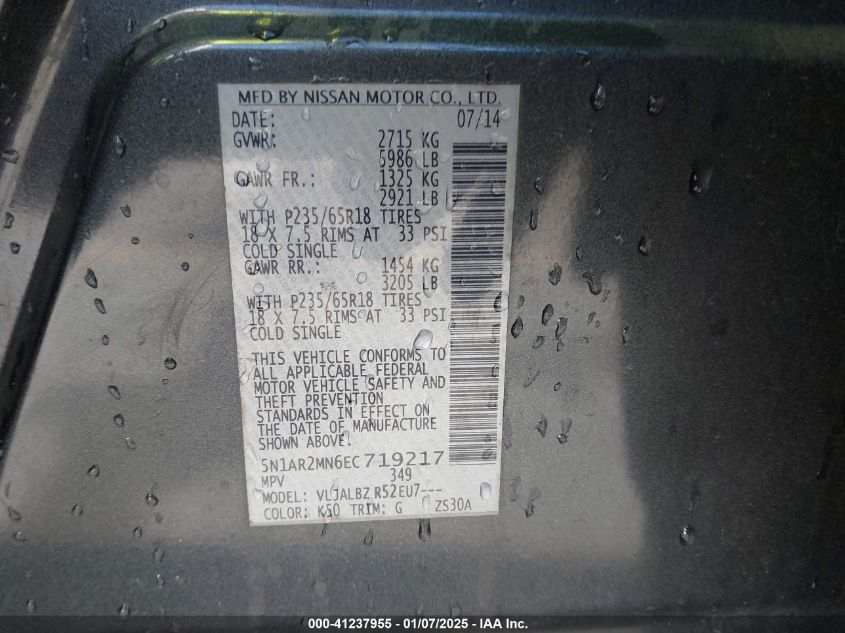 MFD BY NISSAN MOTOR CO., LTD.
DATE: 07/14
GVWR: 2715 KG
5986 LB
GAWR FR.: 1325 KG
2921 LB
WITH P235/65R18 TIRES
18 X 7.5 RIMS AT 33 PSI
COLD SINGLE
GAWR RR.: 1454 KG
3205 LB
WITH P235/65R18 TIRES
18 X 7.5 RIMS AT 33 PSI
COLD SINGLE
THIS VEHICLE CONFORMS TO
ALL APPLICABLE FEDERAL
MOTOR VEHICLE SAFETY AND
THEFT PREVENTION
STANDARDS IN EFFECT ON
THE DATE OF MANUFACTURE
SHOWN ABOVE.
5N1AR2MN6EC719217
MPV 349
MODEL: VLJALBZ R52EU7---
COLOR: K50 TRIM: G ZS30A
000-41237955 - 01/07/2025 - IAA Inc.